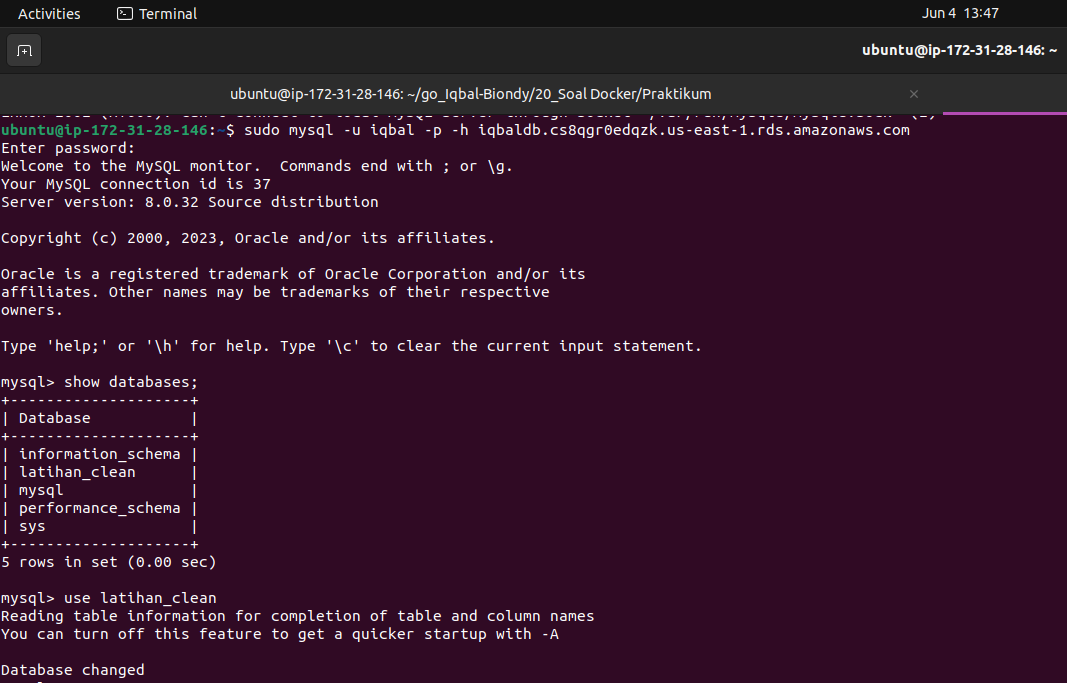 Activities Terminal Jun 4 13:47
ubuntu@ip-172-31-28-146: ~
ubuntu@ip-172-31-28-146: ~/go_Iqbal-Biondy/20_Soal Docker/Praktikum ×
ubuntu@ip-172-31-28-146:~$ sudo mysql -u iqbal -p -h iqbaldb.cs8qgr0edqzk.us-east-1.rds.amazonaws.com
Enter password:
Welcome to the MySQL monitor.  Commands end with ; or \g.
Your MySQL connection id is 37
Server version: 8.0.32 Source distribution

Copyright (c) 2000, 2023, Oracle and/or its affiliates.

Oracle is a registered trademark of Oracle Corporation and/or its
affiliates. Other names may be trademarks of their respective
owners.

Type 'help;' or '\h' for help. Type '\c' to clear the current input statement.

mysql> show databases;
+--------------------+
| Database           |
+--------------------+
| information_schema |
| latihan_clean      |
| mysql              |
| performance_schema |
| sys                |
+--------------------+
5 rows in set (0.00 sec)

mysql> use latihan_clean
Reading table information for completion of table and column names
You can turn off this feature to get a quicker startup with -A

Database changed